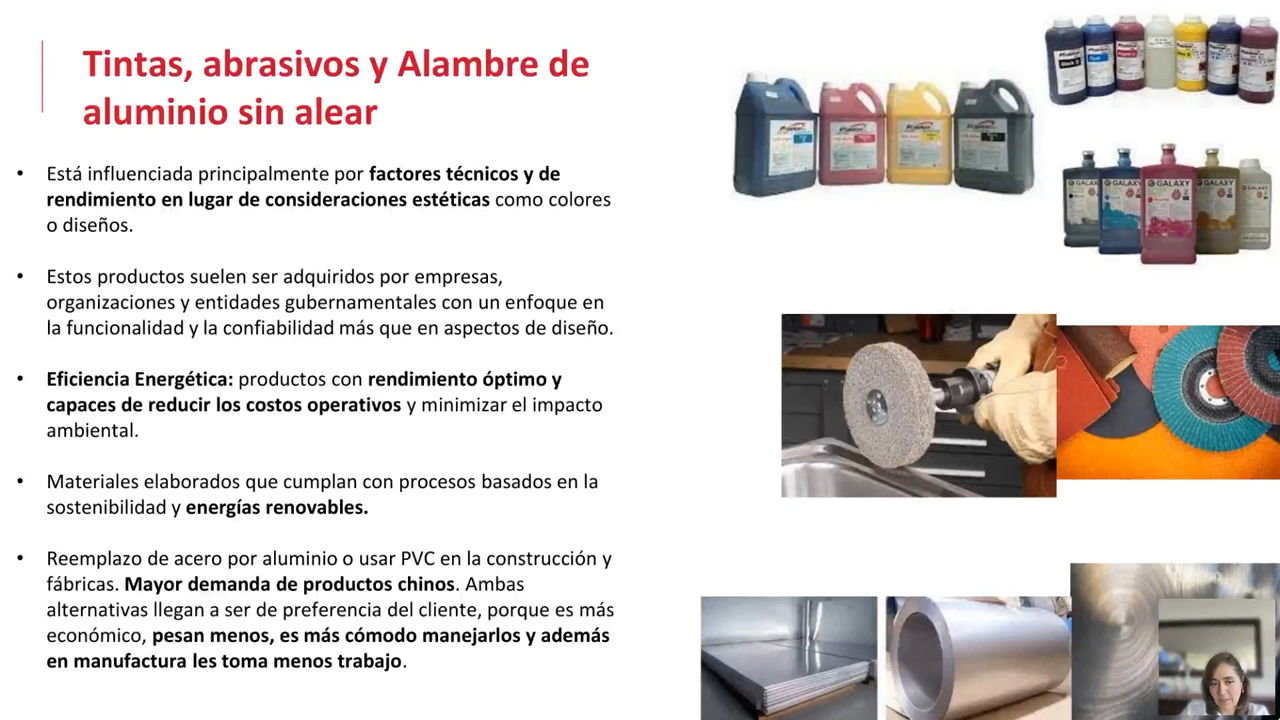 Tintas, abrasivos y Alambre de
aluminio sin alear
• Está influenciada principalmente por factores técnicos y de
rendimiento en lugar de consideraciones estéticas como colores
o diseños.
• Estos productos suelen ser adquiridos por empresas,
organizaciones y entidades gubernamentales con un enfoque en
la funcionalidad y la confiabilidad más que en aspectos de diseño.
• Eficiencia Energética: productos con rendimiento óptimo y
capaces de reducir los costos operativos y minimizar el impacto
ambiental.
• Materiales elaborados que cumplan con procesos basados en la
sostenibilidad y energías renovables.
• Reemplazo de acero por aluminio o usar PVC en la construcción y
fábricas. Mayor demanda de productos chinos. Ambas
alternativas llegan a ser de preferencia del cliente, porque es más
económico, pesan menos, es más cómodo manejarlos y además
en manufactura les toma menos trabajo.
GALAXY
GALAXY
GALAXY
GALAXY